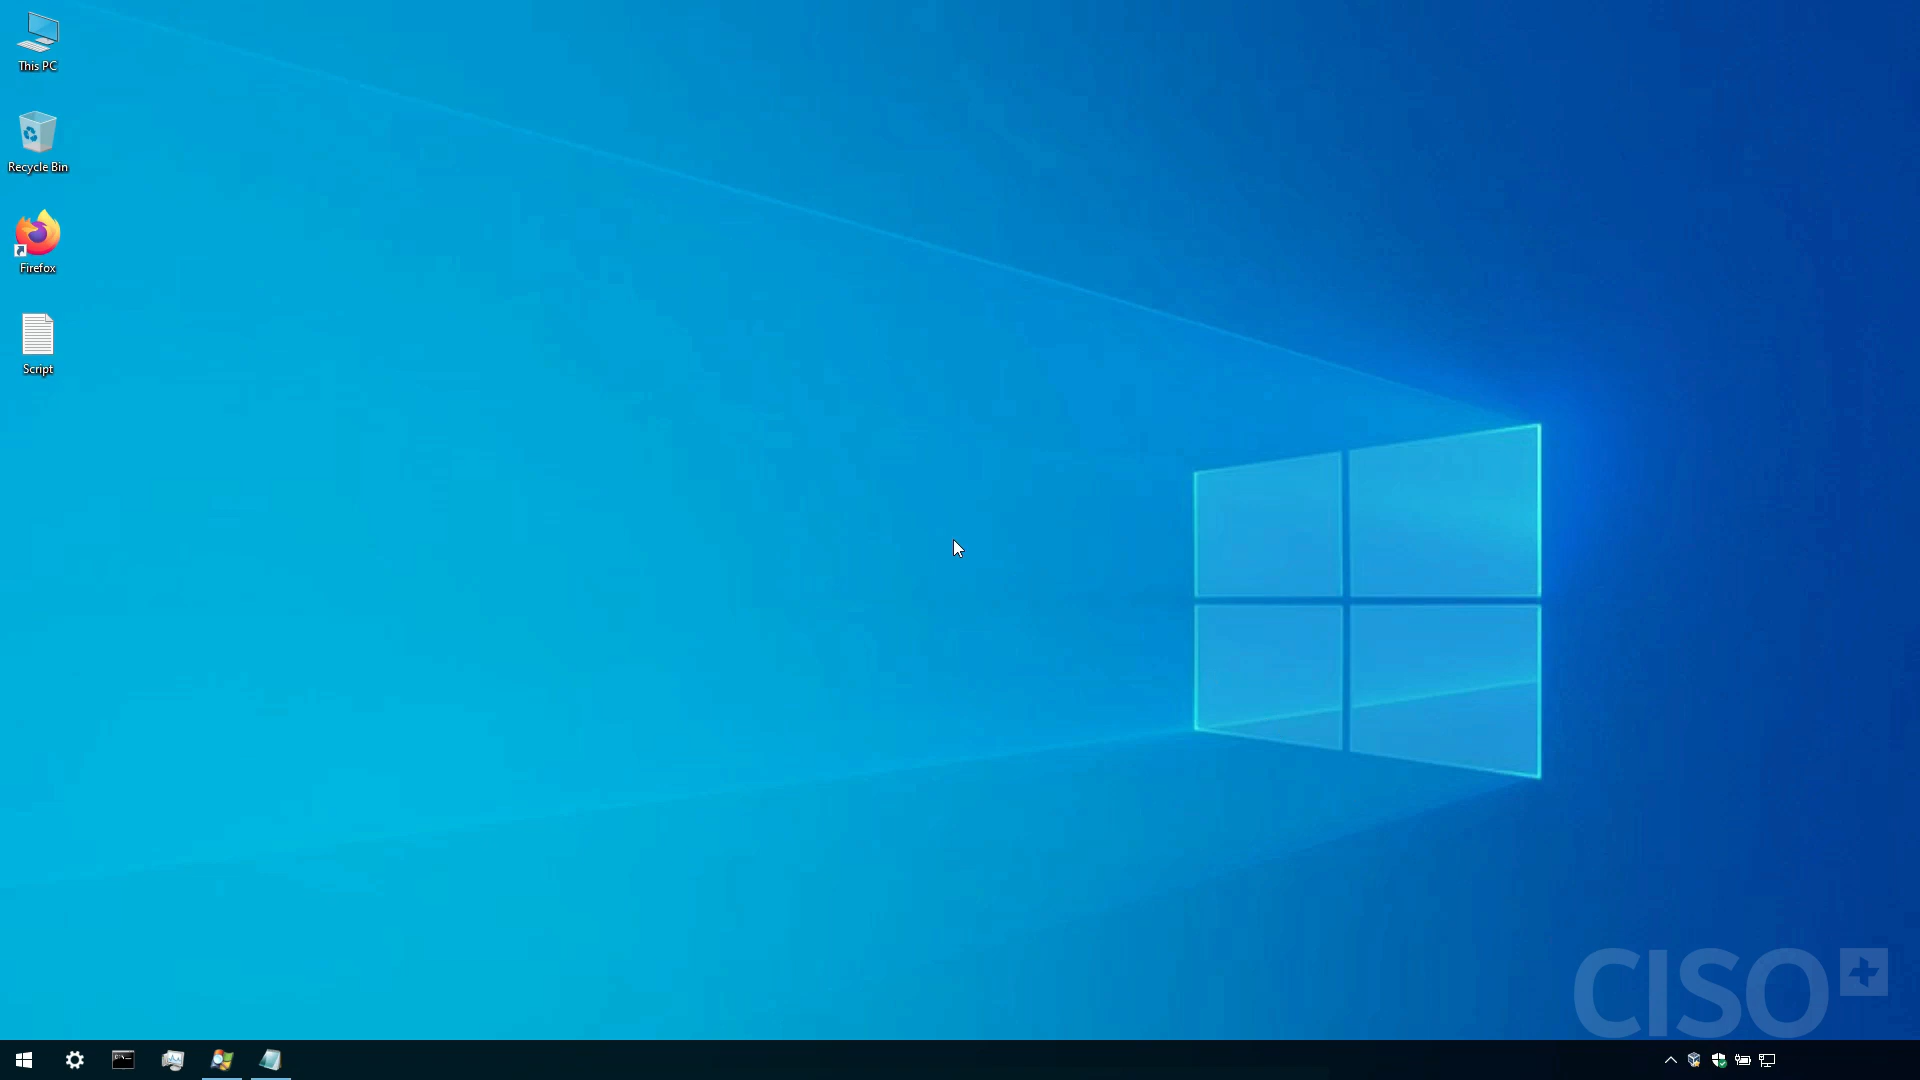 This PC
Recycle Bin
Firefox
Script
CISO